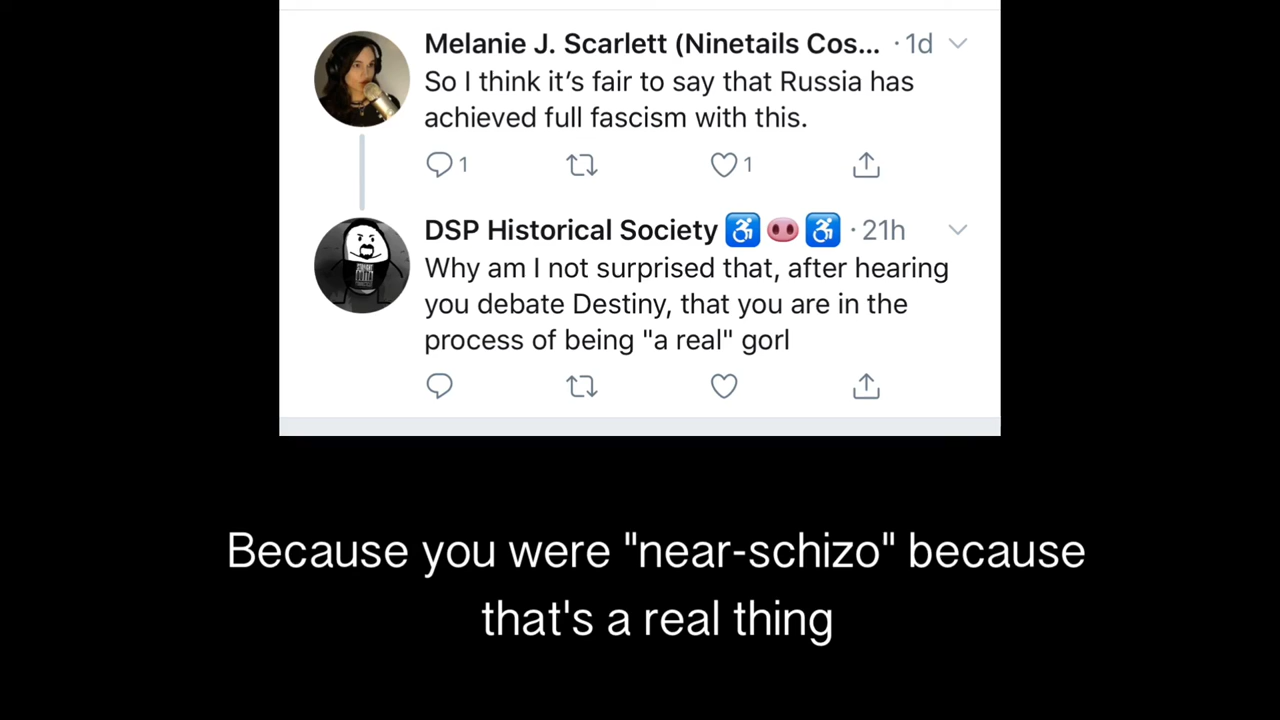 Melanie J. Scarlett (Ninetails Cos... · 1d
So I think it’s fair to say that Russia has
achieved full fascism with this.
1 1
DSP Historical Society ♿🐽♿ · 21h
Why am I not surprised that, after hearing
you debate Destiny, that you are in the
process of being "a real" gorl
Because you were "near-schizo" because
that's a real thing